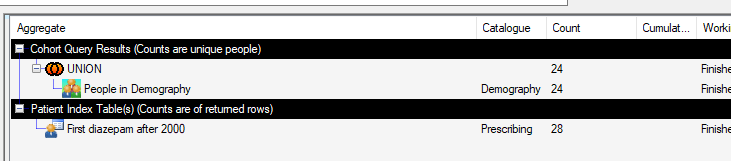 Aggregate Catalogue Count Cumulat... Workin
Cohort Query Results (Counts are unique people)
UNION 24 Finishe
People in Demography Demography 24 Finishe
Patient Index Table(s) (Counts are of returned rows)
First diazepam after 2000 Prescribing 28 Finishe